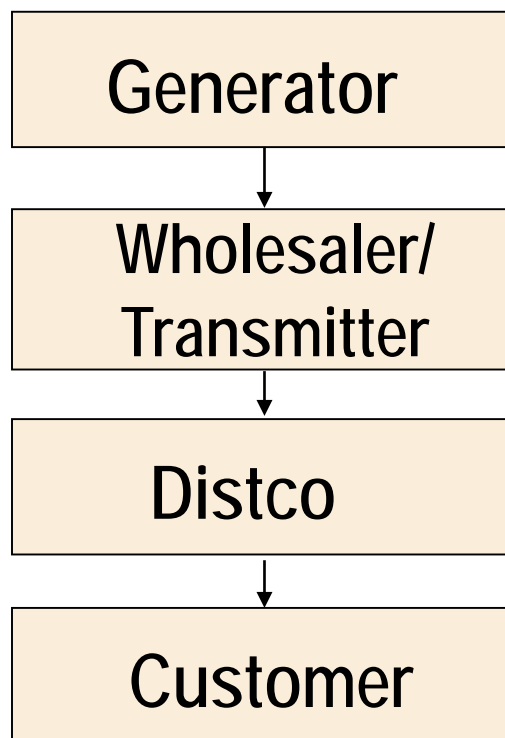 Generator
Wholesaler/
Transmitter
Distco
Customer